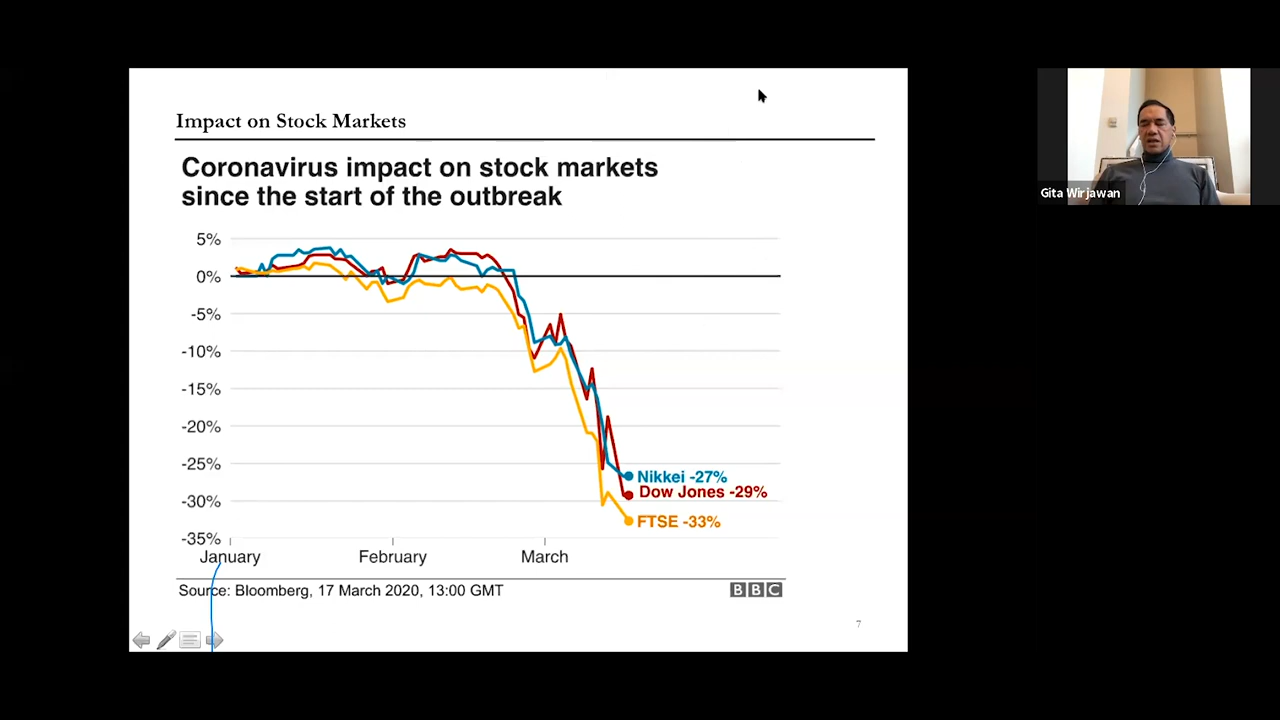 Impact on Stock Markets
Coronavirus impact on stock markets
since the start of the outbreak
5%
0%
-5%
-10%
-15%
-20%
-25%
-30%
-35%
Nikkei -27%
Dow Jones -29%
FTSE -33%
January
February
March
Source: Bloomberg, 17 March 2020, 13:00 GMT
BBC
7
Gita Wirjawan